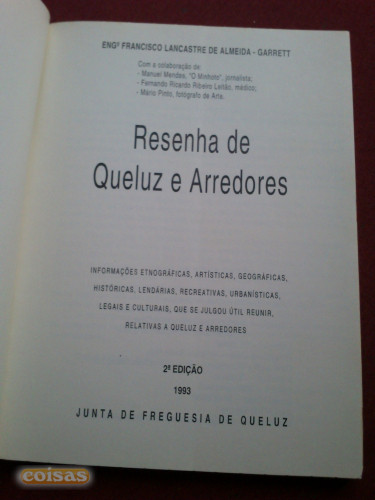 ENGº FRANCISCO LANCASTRE DE ALMEIDA - GARRETT
Com a colaboração de:
- Manuel Mendes, "O Minhoto", jornalista;
- Fernando Ricardo Ribeiro Leitão, médico;
- Mário Pinto, fotógrafo de Arte.
Resenha de
Queluz e Arredores
INFORMAÇÕES ETNOGRÁFICAS, ARTÍSTICAS, GEOGRÁFICAS,
HISTÓRICAS, LENDÁRIAS, RECREATIVAS, URBANÍSTICAS,
LEGAIS E CULTURAIS, QUE SE JULGOU ÚTIL REUNIR,
RELATIVAS A QUELUZ E ARREDORES
2ª EDIÇÃO
1993
JUNTA DE FREGUESIA DE QUELUZ
coisas